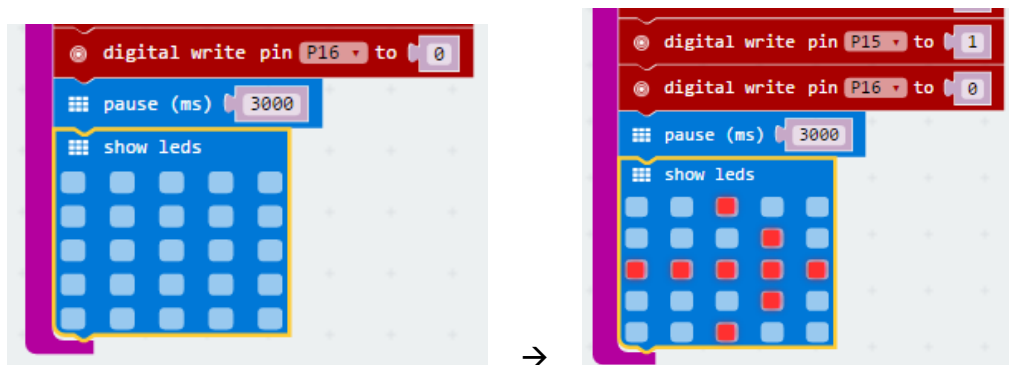 digital write pin P16 to 0
pause (ms) 3000
show leds
→
digital write pin P15 to 1
digital write pin P16 to 0
pause (ms) 3000
show leds